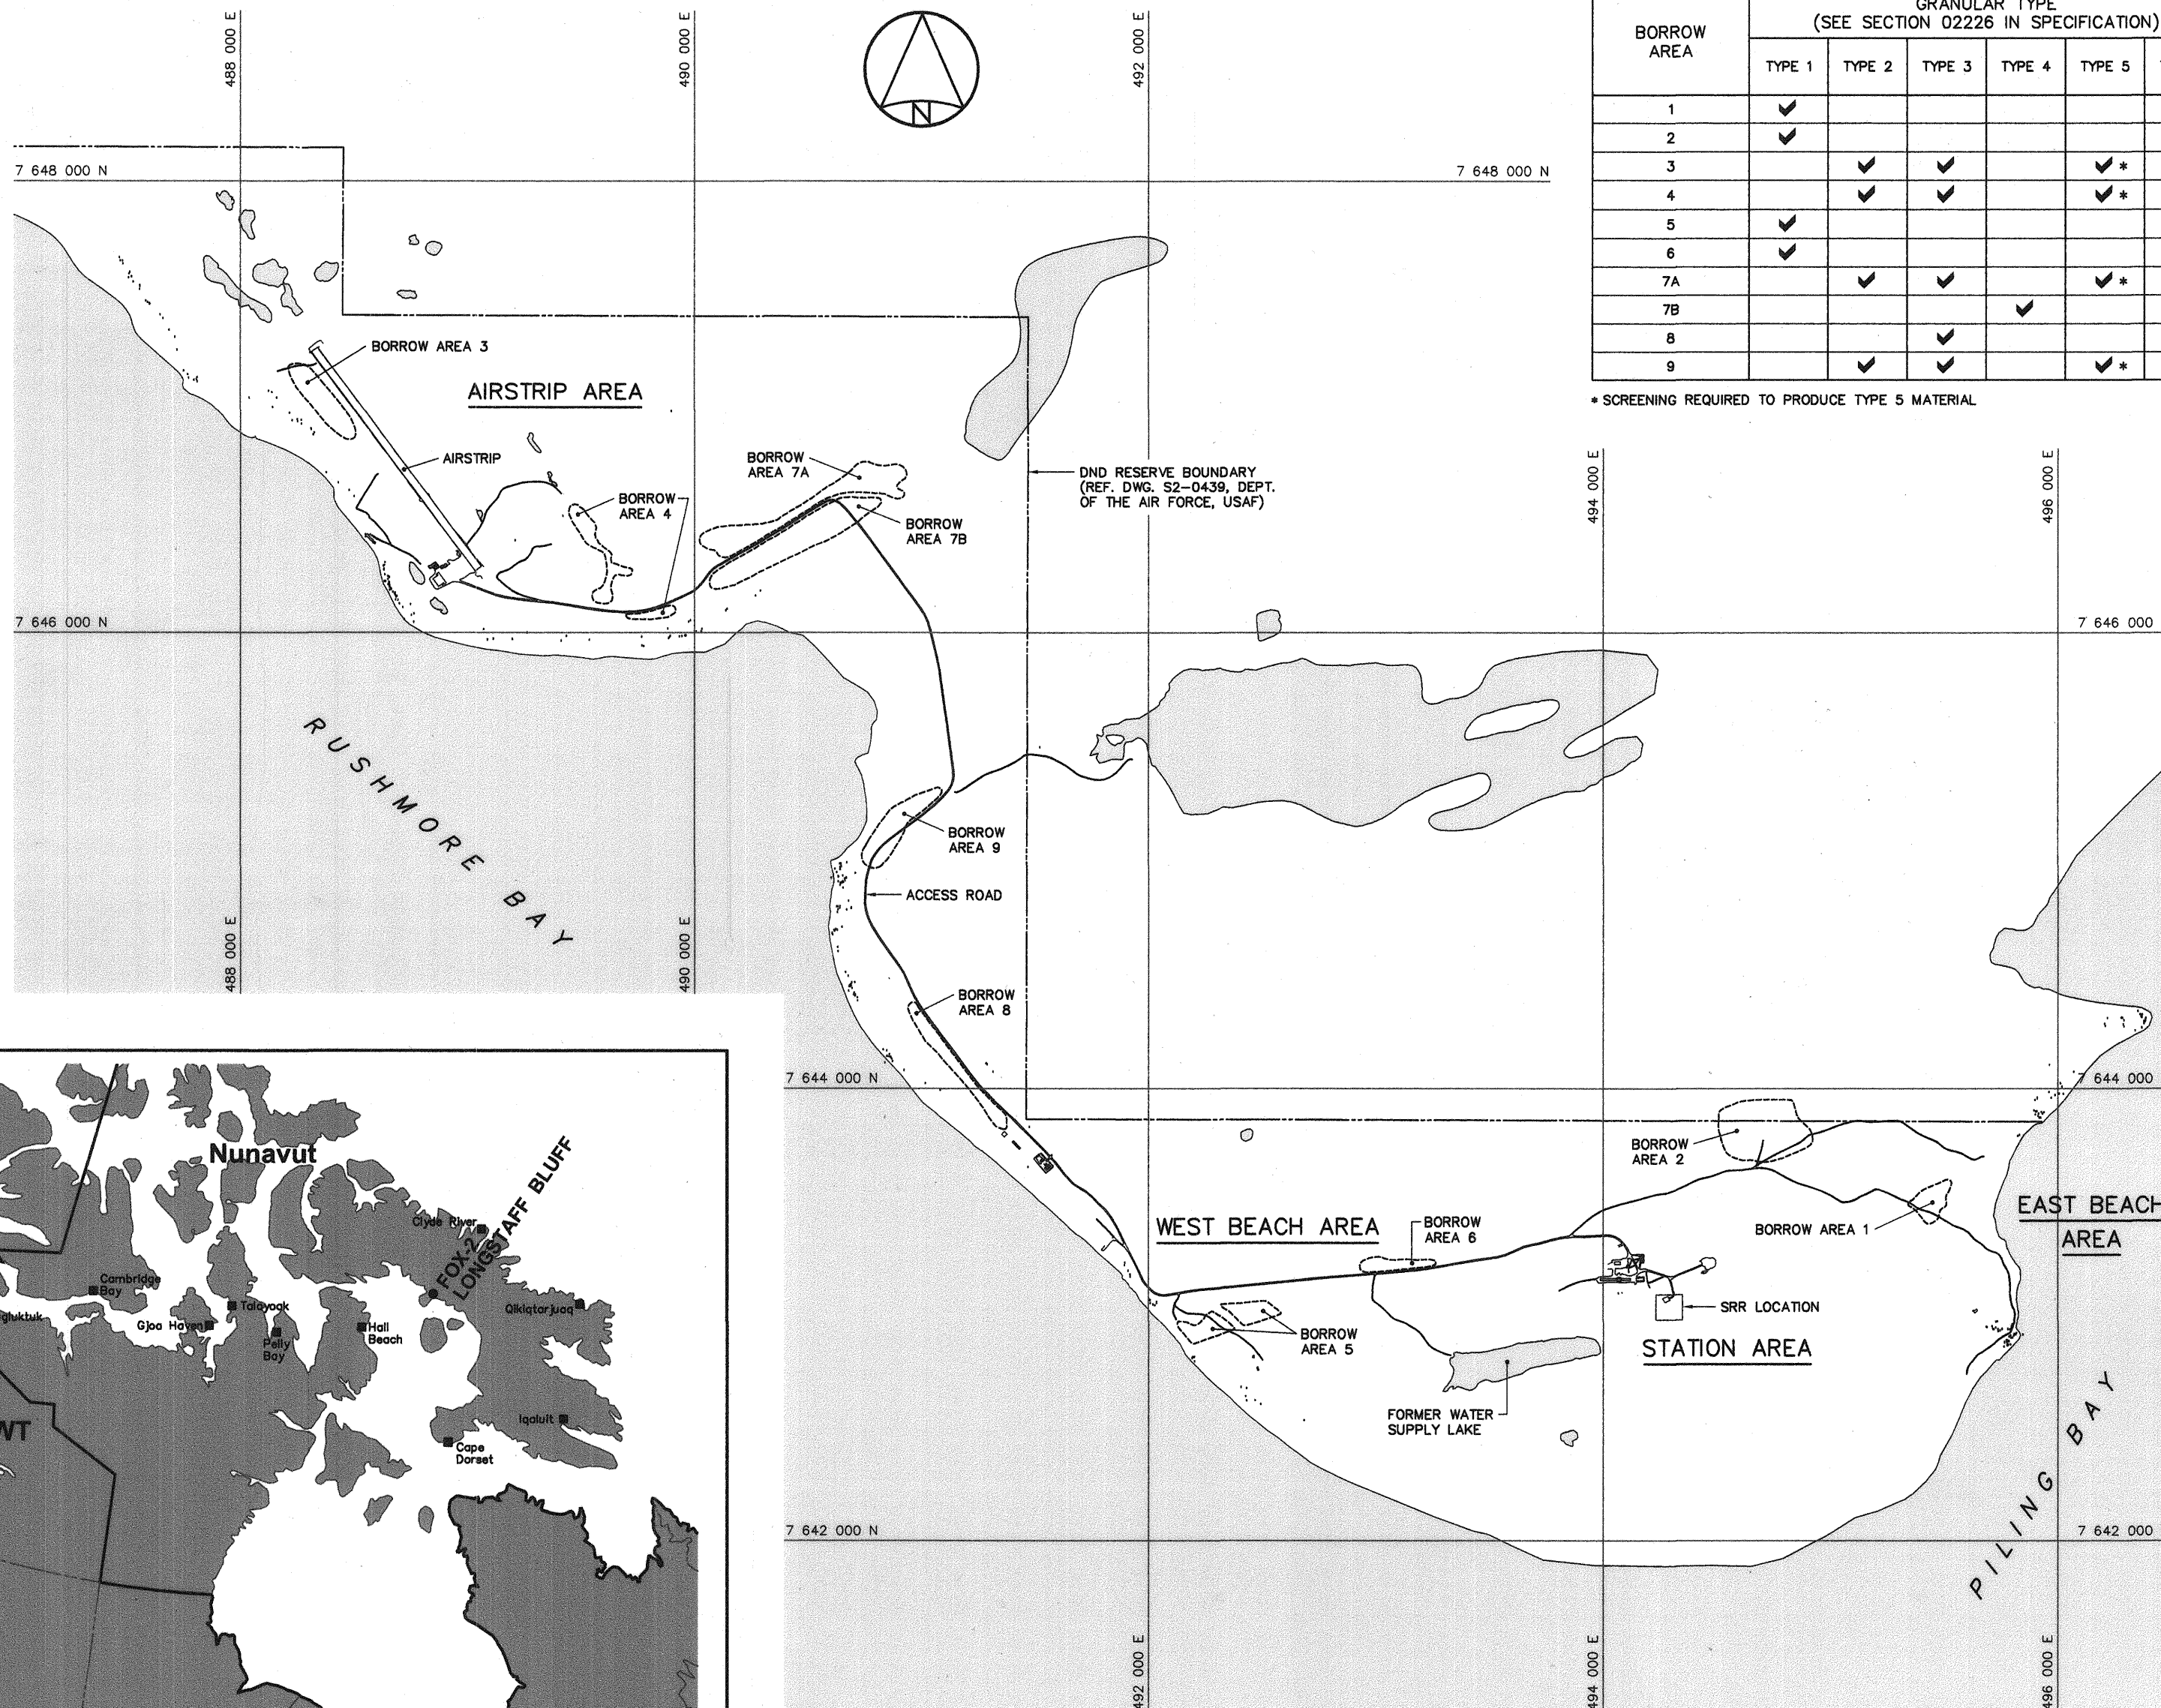 488 000 E
490 000 E
492 000 E
N
GRANULAR TYPE
(SEE SECTION 02226 IN SPECIFICATION)
BORROW
AREA
TYPE 1
TYPE 2
TYPE 3
TYPE 4
TYPE 5
1 ✔
2 ✔
3 ✔ ✔ ✔ *
4 ✔ ✔ ✔ *
5 ✔
6 ✔
7A ✔ ✔ ✔ *
7B ✔
8 ✔
9 ✔ ✔ ✔ *
* SCREENING REQUIRED TO PRODUCE TYPE 5 MATERIAL
7 648 000 N
7 648 000 N
BORROW AREA 3
AIRSTRIP AREA
AIRSTRIP
BORROW
AREA 4
BORROW
AREA 7A
BORROW
AREA 7B
DND RESERVE BOUNDARY
(REF. DWG. S2-0439, DEPT.
OF THE AIR FORCE, USAF)
494 000 E
496 000 E
7 646 000 N
7 646 000
RUSHMORE BAY
BORROW
AREA 9
ACCESS ROAD
488 000 E
490 000 E
BORROW
AREA 8
7 644 000 N
7 644 000
BORROW
AREA 2
WEST BEACH AREA
BORROW
AREA 6
BORROW AREA 1
EAST BEACH
AREA
SRR LOCATION
BORROW
AREA 5
STATION AREA
FORMER WATER
SUPPLY LAKE
7 642 000 N
7 642 000
PILING BAY
492 000 E
494 000 E
496 000 E
Nunavut
Clyde River
FOX-2
LONGSTAFF BLUFF
Cambridge
Bay
Taloyoak
Gjoa Haven
Pelly
Bay
Hall
Beach
Qikiqtarjuaq
Iqaluit
Cape
Dorset